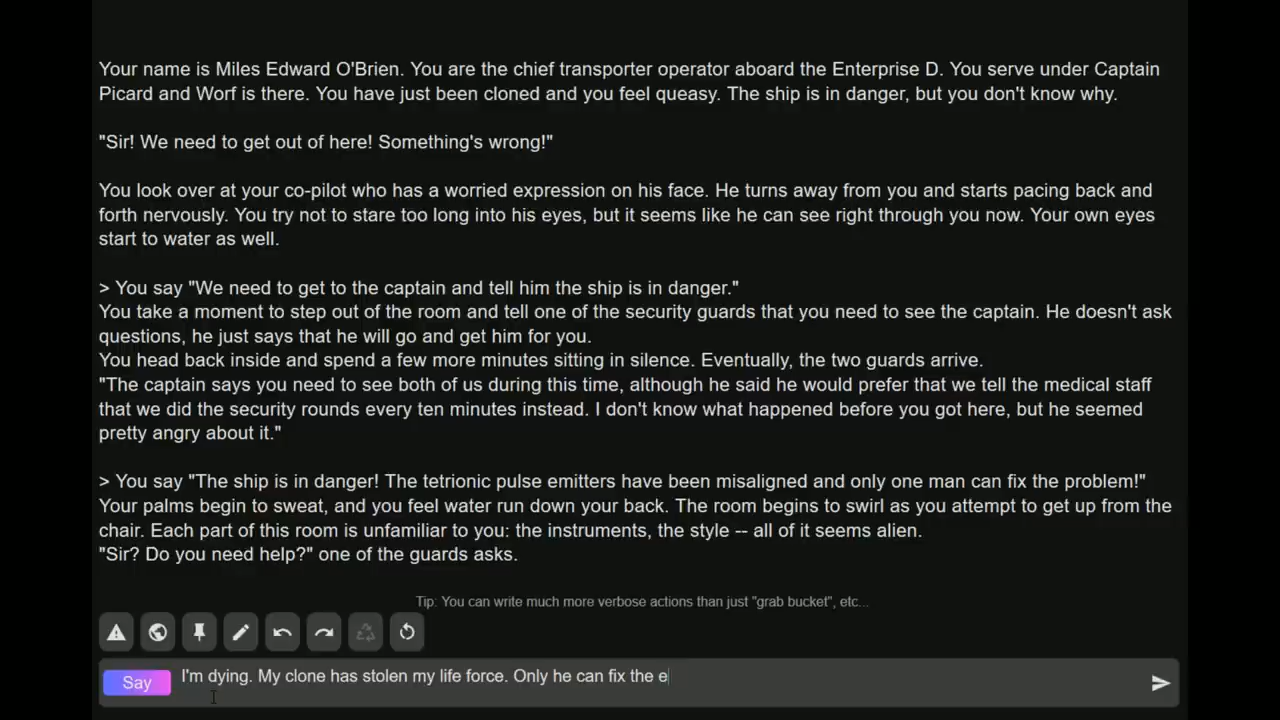 Your name is Miles Edward O'Brien. You are the chief transporter operator aboard the Enterprise D. You serve under Captain
Picard and Worf is there. You have just been cloned and you feel queasy. The ship is in danger, but you don't know why.
"Sir! We need to get out of here! Something's wrong!"
You look over at your co-pilot who has a worried expression on his face. He turns away from you and starts pacing back and
forth nervously. You try not to stare too long into his eyes, but it seems like he can see right through you now. Your own eyes
start to water as well.
> You say "We need to get to the captain and tell him the ship is in danger."
You take a moment to step out of the room and tell one of the security guards that you need to see the captain. He doesn't ask
questions, he just says that he will go and get him for you.
You head back inside and spend a few more minutes sitting in silence. Eventually, the two guards arrive.
"The captain says you need to see both of us during this time, although he said he would prefer that we tell the medical staff
that we did the security rounds every ten minutes instead. I don't know what happened before you got here, but he seemed
pretty angry about it."
> You say "The ship is in danger! The tetrionic pulse emitters have been misaligned and only one man can fix the problem!"
Your palms begin to sweat, and you feel water run down your back. The room begins to swirl as you attempt to get up from the
chair. Each part of this room is unfamiliar to you: the instruments, the style -- all of it seems alien.
"Sir? Do you need help?" one of the guards asks.
Tip: You can write much more verbose actions than just "grab bucket", etc...
Say I'm dying. My clone has stolen my life force. Only he can fix the e